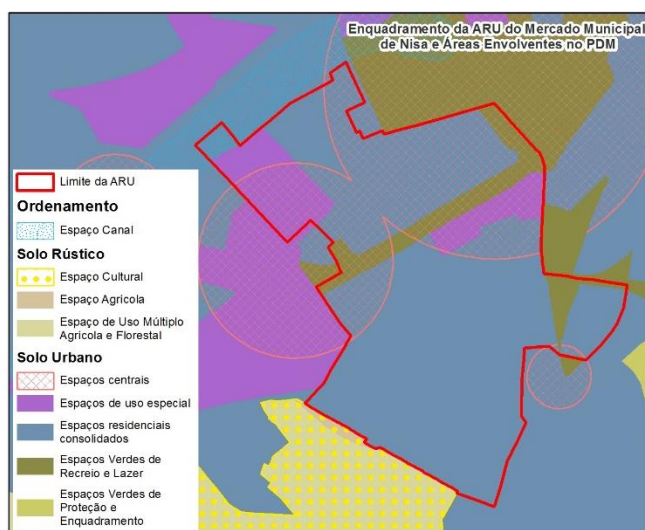 Enquadramento da ARU do Mercado Municipal
de Nisa e Áreas Envolventes no PDM
Limite da ARU
Ordenamento
Espaço Canal
Solo Rústico
Espaço Cultural
Espaço Agrícola
Espaço de Uso Múltiplo
Agrícola e Florestal
Solo Urbano
Espaços centrais
Espaços de uso especial
Espaços residenciais
consolidados
Espaços Verdes de
Recreio e Lazer
Espaços Verdes de
Proteção e
Enquadramento